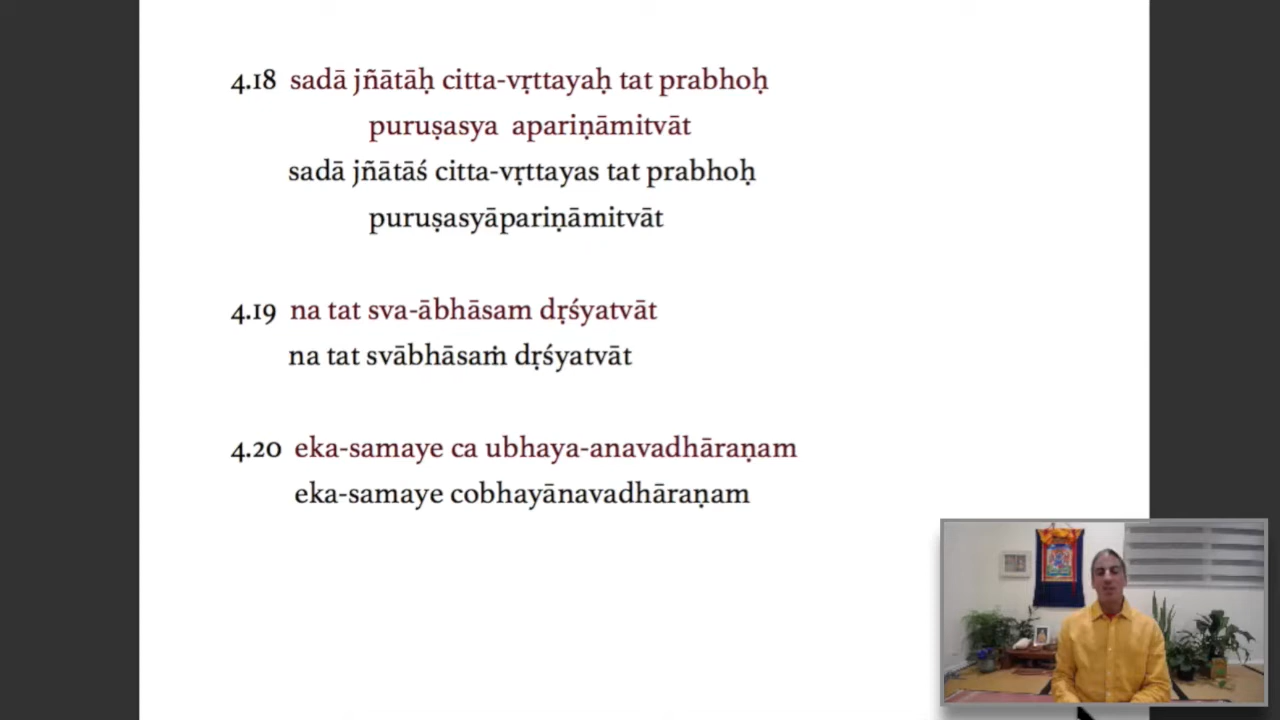 4.18 sadā jñātāḥ citta-vṛttayaḥ tat prabhoḥ
puruṣasya apariṇāmitvāt
sadā jñātāś citta-vṛttayas tat prabhoḥ
puruṣasyāpariṇāmitvāt
4.19 na tat sva-ābhāsam dṛśyatvāt
na tat svābhāsaṁ dṛśyatvāt
4.20 eka-samaye ca ubhaya-anavadhāraṇam
eka-samaye cobhayānavadhāraṇam